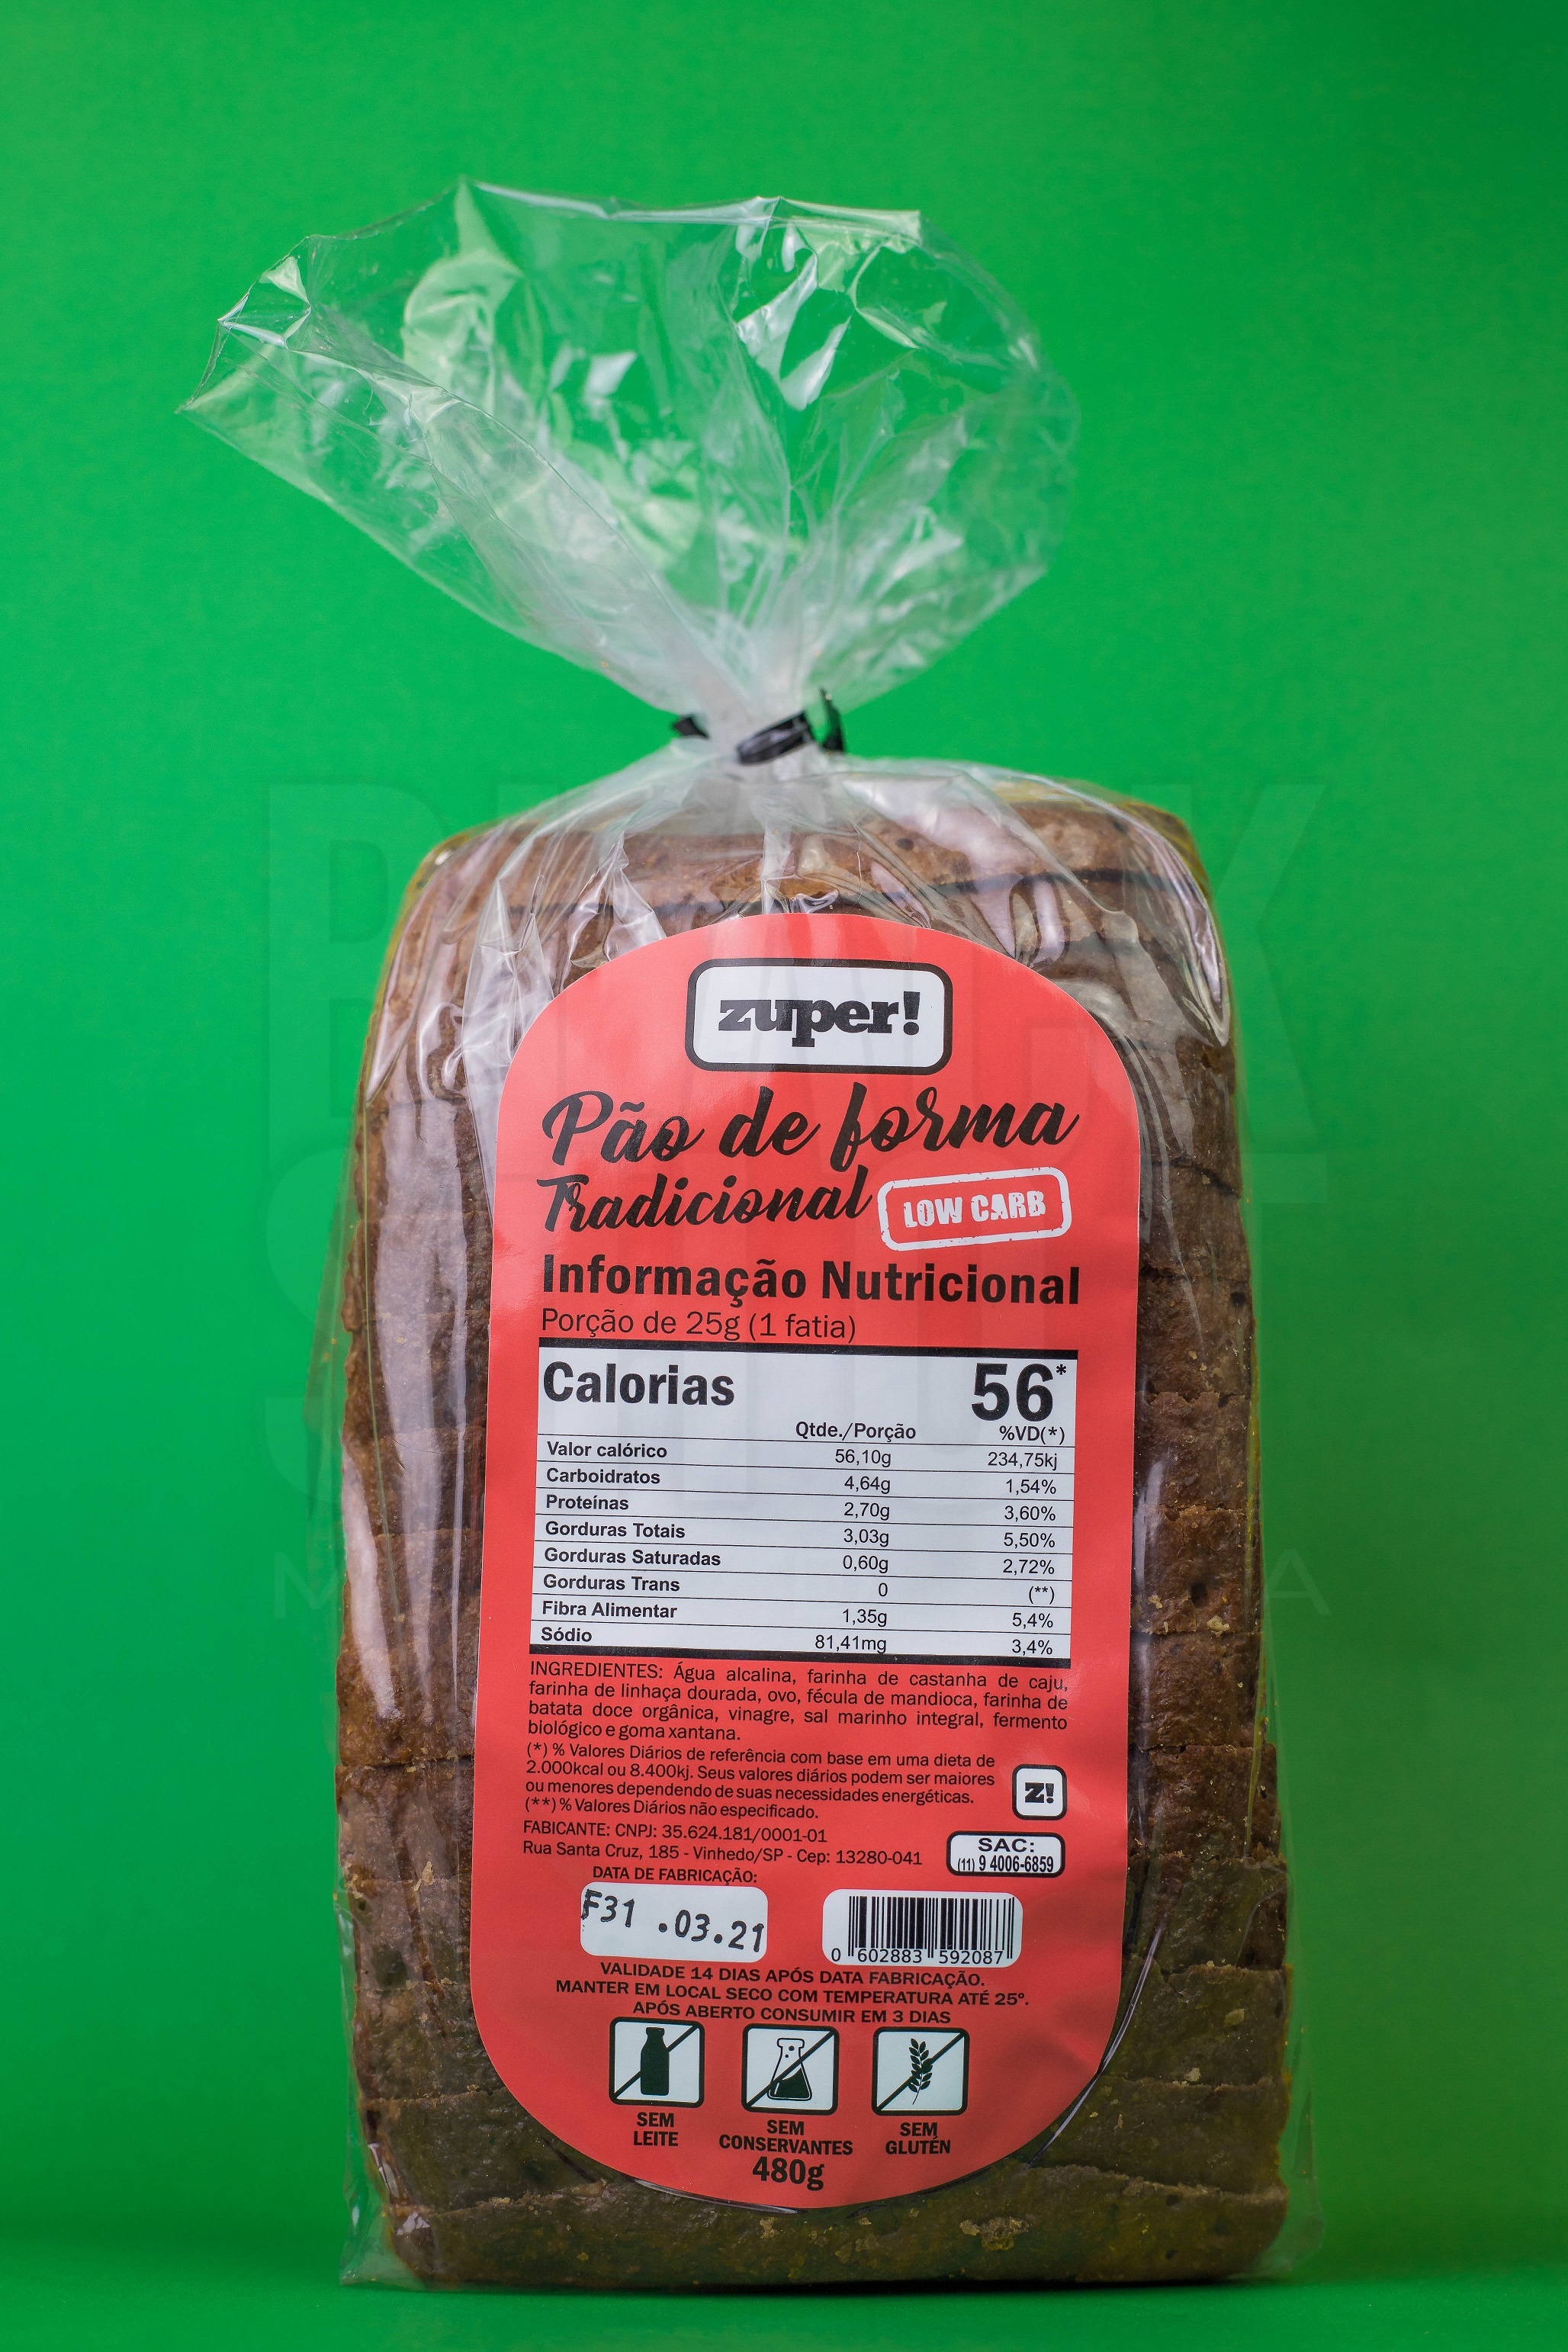 zuper!
Pão de forma
Tradicional LOW CARB
Informação Nutricional
Porção de 25g (1 fatia)
Calorias 56*
Qtde./Porção %VD(*)
Valor calórico 56,10g 234,75kj
Carboidratos 4,64g 1,54%
Proteínas 2,70g 3,60%
Gorduras Totais 3,03g 5,50%
Gorduras Saturadas 0,60g 2,72%
Gorduras Trans 0 (**)
Fibra Alimentar 1,35g 5,4%
Sódio 81,41mg 3,4%
INGREDIENTES: Água alcalina, farinha de castanha de caju,
farinha de linhaça dourada, ovo, fécula de mandioca, farinha de
batata doce orgânica, vinagre, sal marinho integral, fermento
biológico e goma xantana.
(*) % Valores Diários de referência com base em uma dieta de
2.000kcal ou 8.400kj. Seus valores diários podem ser maiores
ou menores dependendo de suas necessidades energéticas.
(**) % Valores Diários não especificado.
z!
FABICANTE: CNPJ: 35.624.181/0001-01
Rua Santa Cruz, 185 - Vinhedo/SP - Cep: 13280-041
SAC:
(11) 9 4006-6859
DATA DE FABRICAÇÃO:
F31 .03.21
0 602883 592087
VALIDADE 14 DIAS APÓS DATA FABRICAÇÃO.
MANTER EM LOCAL SECO COM TEMPERATURA ATÉ 25º.
APÓS ABERTO CONSUMIR EM 3 DIAS
SEM LEITE
SEM CONSERVANTES
SEM GLUTÉN
480g